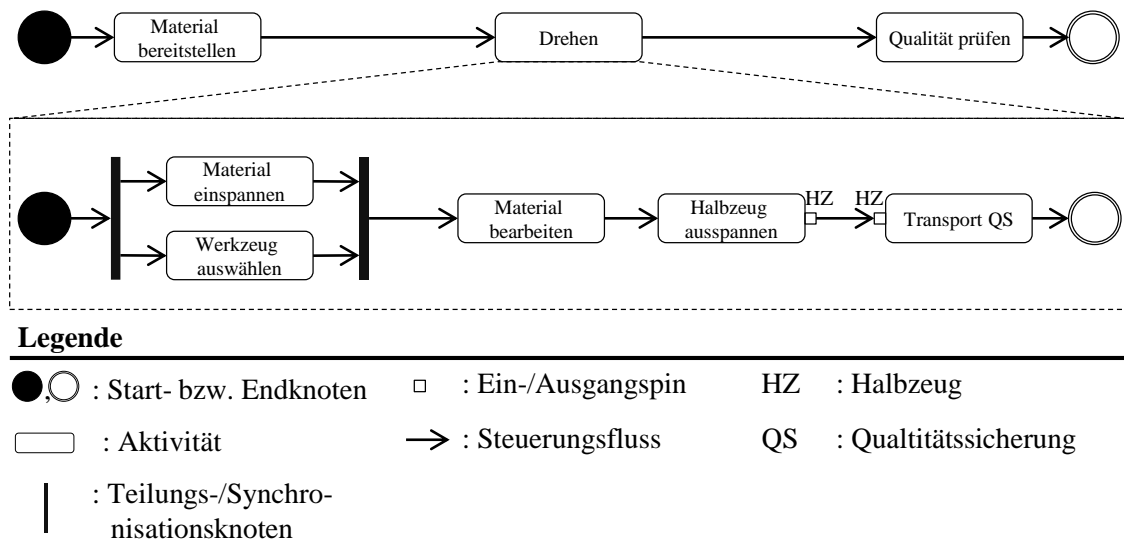 Material
bereitstellen
Drehen
Qualität prüfen
Material
einspannen
Werkzeug
auswählen
Material
bearbeiten
Halbzeug
ausspannen
HZ
HZ
Transport QS
Legende
, : Start- bzw. Endknoten
: Ein-/Ausgangspin
HZ : Halbzeug
: Aktivität
: Steuerungsfluss
QS : Qualtitätssicherung
: Teilungs-/Synchro-
nisationsknoten